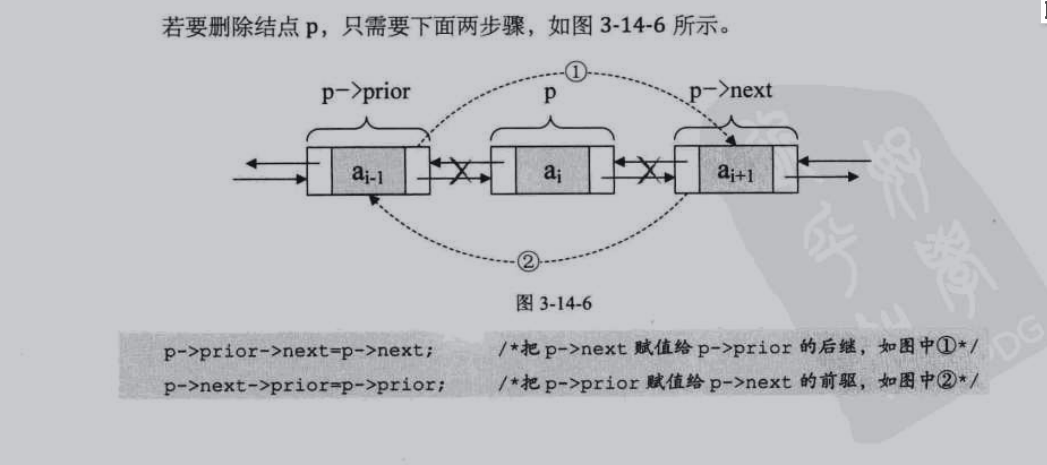 若要删除结点 p，只需要下面两步骤，如图 3-14-6 所示。
①
p->prior p p->next
a_{i-1} a_i a_{i+1}
②
图 3-14-6
p->prior->next=p->next; /*把 p->next 赋值给 p->prior 的后继，如图中①*/
p->next->prior=p->prior; /*把 p->prior 赋值给 p->next 的前驱，如图中②*/